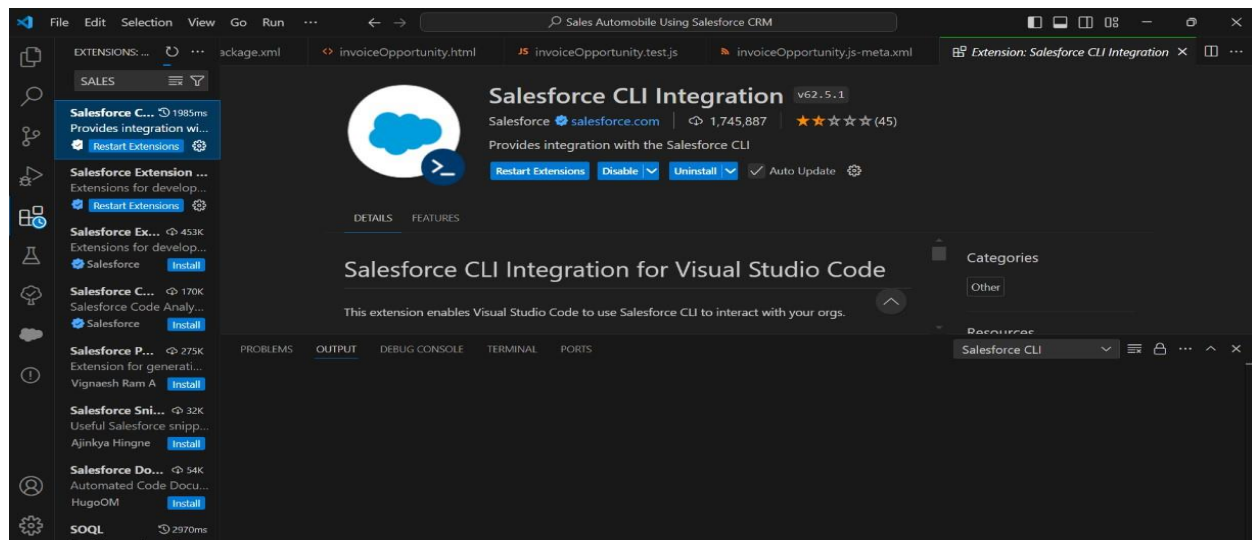 File Edit Selection View Go Run ··· Sales Automobile Using Salesforce CRM
EXTENSIONS: ... ··· ackage.xml invoiceOpportunity.html JS invoiceOpportunity.test.js invoiceOpportunity.js-meta.xml Extension: Salesforce CLI Integration ···
SALES
Salesforce C... 1985ms
Provides integration wi...
Restart Extensions
Salesforce Extension ...
Extensions for develop...
Restart Extensions
Salesforce Ex... 453K
Extensions for develop...
Salesforce Install
Salesforce C... 170K
Salesforce Code Analy...
Salesforce Install
Salesforce P... 275K
Extension for generati...
Vignaesh Ram A Install
Salesforce Sni... 32K
Useful Salesforce snipp...
Ajinkya Hingne Install
Salesforce Do... 54K
Automated Code Docu...
HugoOM Install
SOQL 2970ms
Salesforce CLI Integration v62.5.1
Salesforce salesforce.com 1,745,887 (45)
Provides integration with the Salesforce CLI
Restart Extensions Disable Uninstall Auto Update
DETAILS FEATURES
Salesforce CLI Integration for Visual Studio Code
This extension enables Visual Studio Code to use Salesforce CLI to interact with your orgs.
Categories
Other
Resources
PROBLEMS OUTPUT DEBUG CONSOLE TERMINAL PORTS Salesforce CLI ···